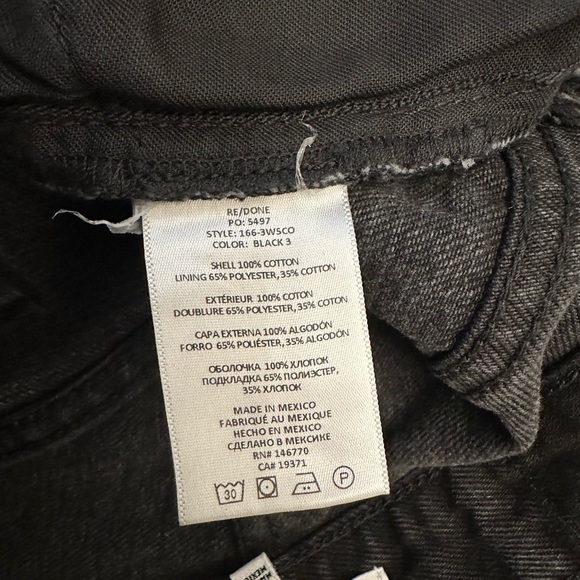 RE/DONE
PO: 5497
STYLE: 166-3WSCO
COLOR: BLACK 3
SHELL 100% COTTON
LINING 65% POLYESTER, 35% COTTON
EXTÉRIEUR 100% COTON
DOUBLURE 65% POLYESTER, 35% COTON
CAPA EXTERNA 100% ALGODÓN
FORRO 65% POLIÉSTER, 35% ALGODÓN
ОБОЛОЧКА 100% ХЛОПОК
ПОДКЛАДКА 65% ПОЛИЭСТЕР,
35% ХЛОПОК
MADE IN MEXICO
FABRIQUÉ AU MEXIQUE
HECHO EN MEXICO
СДЕЛАНО В МЕКСИКЕ
RN# 146770
CA# 19371
30 P